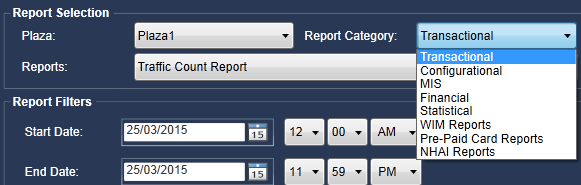 Report Selection
Plaza: Plaza1 Report Category: Transactional
Transactional
Reports: Traffic Count Report
Configurational
MIS
Financial
Statistical
WIM Reports
Pre-Paid Card Reports
NHAI Reports
Report Filters
Start Date: 25/03/2015 15 12 00 AM
End Date: 25/03/2015 15 11 59 PM